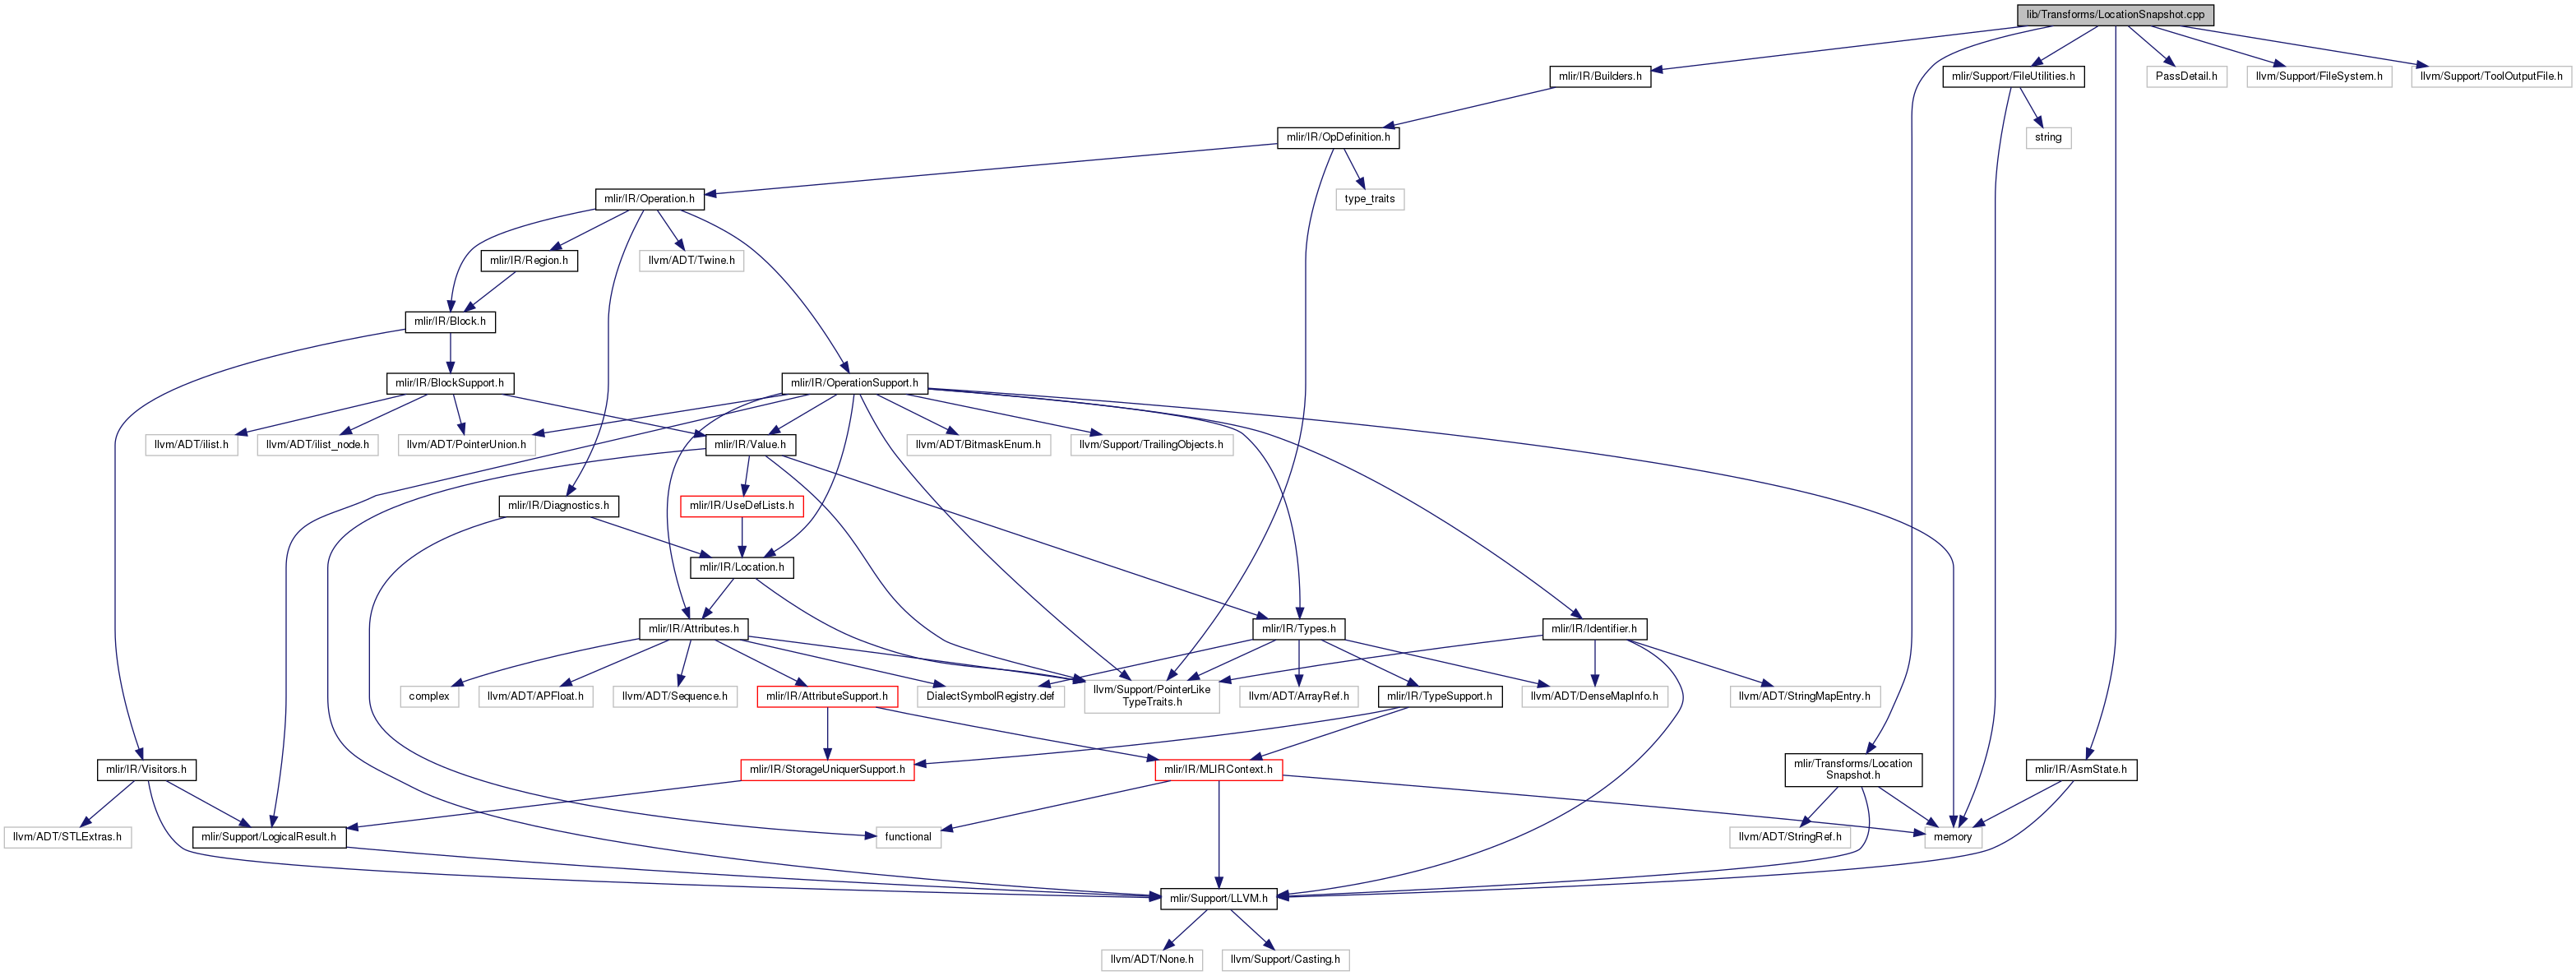 lib/Transforms/LocationSnapshot.cpp
mlir/IR/Builders.h
mlir/Support/FileUtilities.h
PassDetail.h
llvm/Support/FileSystem.h
llvm/Support/ToolOutputFile.h
mlir/IR/OpDefinition.h
string
mlir/IR/Operation.h
type_traits
mlir/IR/Region.h
llvm/ADT/Twine.h
mlir/IR/Block.h
mlir/IR/BlockSupport.h
mlir/IR/OperationSupport.h
llvm/ADT/ilist.h
llvm/ADT/ilist_node.h
llvm/ADT/PointerUnion.h
mlir/IR/Value.h
llvm/ADT/BitmaskEnum.h
llvm/Support/TrailingObjects.h
mlir/IR/Diagnostics.h
mlir/IR/UseDefLists.h
mlir/IR/Location.h
mlir/IR/Attributes.h
mlir/IR/Types.h
mlir/IR/Identifier.h
complex
llvm/ADT/APFloat.h
llvm/ADT/Sequence.h
mlir/IR/AttributeSupport.h
DialectSymbolRegistry.def
llvm/Support/PointerLike
TypeTraits.h
llvm/ADT/ArrayRef.h
mlir/IR/TypeSupport.h
llvm/ADT/DenseMapInfo.h
llvm/ADT/StringMapEntry.h
mlir/IR/Visitors.h
mlir/IR/StorageUniquerSupport.h
mlir/IR/MLIRContext.h
mlir/Transforms/Location
Snapshot.h
mlir/IR/AsmState.h
llvm/ADT/STLExtras.h
mlir/Support/LogicalResult.h
functional
llvm/ADT/StringRef.h
memory
mlir/Support/LLVM.h
llvm/ADT/None.h
llvm/Support/Casting.h